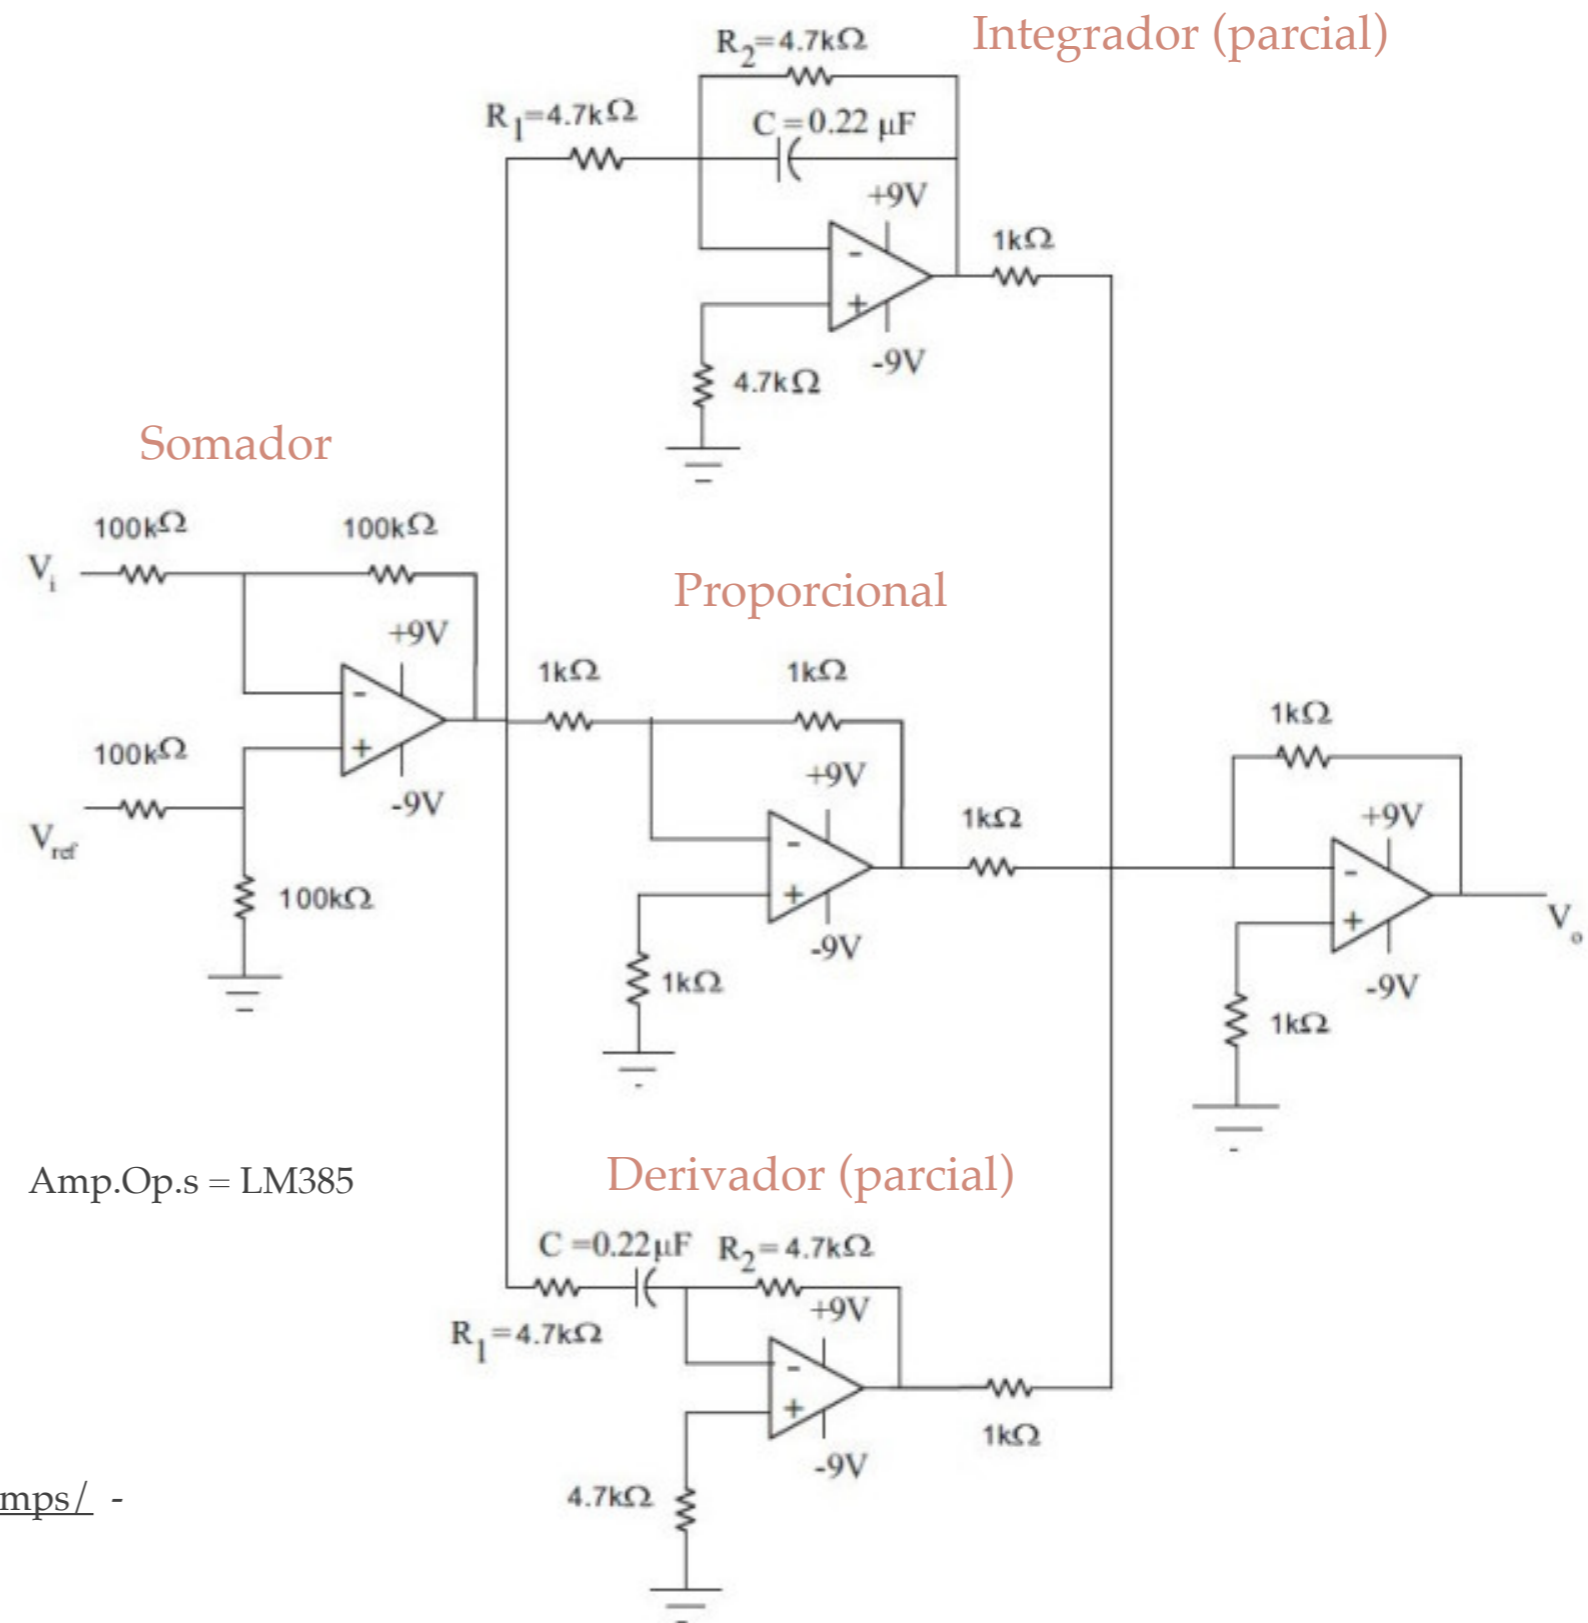 Integrador (parcial)
R2=4.7kΩ
R1=4.7kΩ
C=0.22 µF
+9V
-
+
-9V
1kΩ
4.7kΩ
Somador
100kΩ
100kΩ
Vi
+9V
-
+
-9V
100kΩ
Vref
100kΩ
Proporcional
1kΩ
1kΩ
+9V
-
+
-9V
1kΩ
1kΩ
1kΩ
+9V
-
+
-9V
Vo
1kΩ
Amp.Op.s = LM385
Derivador (parcial)
C =0.22µF
R2=4.7kΩ
R1=4.7kΩ
+9V
-
+
-9V
1kΩ
4.7kΩ
mps/ -